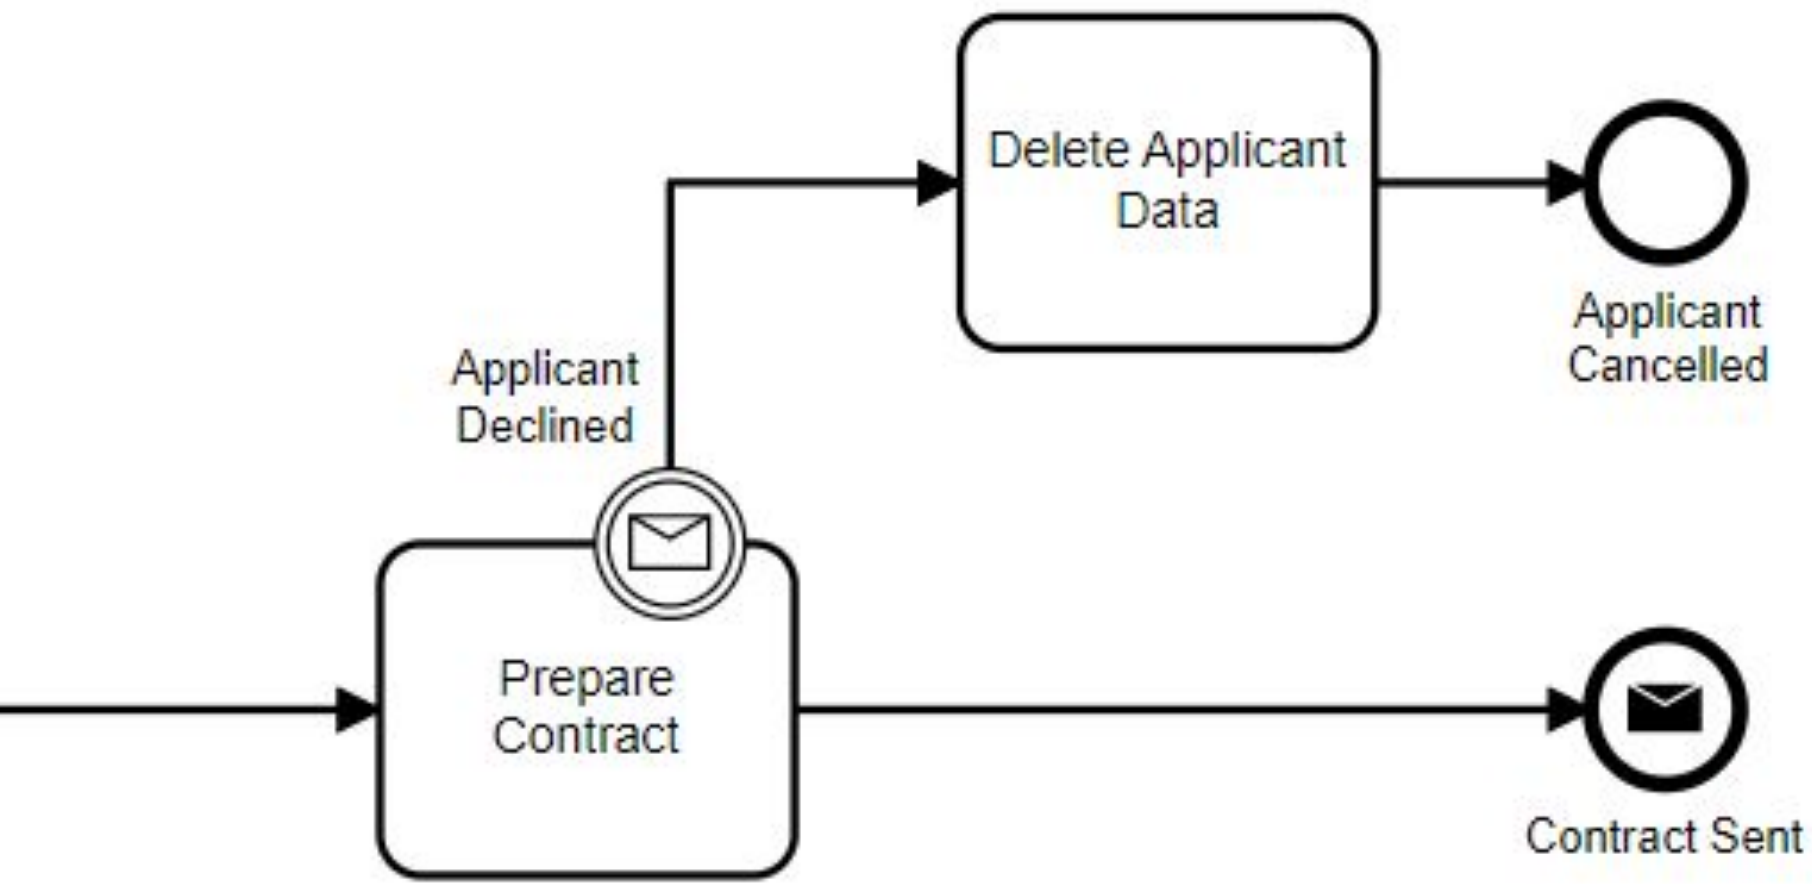 Delete Applicant
Data
Applicant
Cancelled
Applicant
Declined
Prepare
Contract
Contract Sent